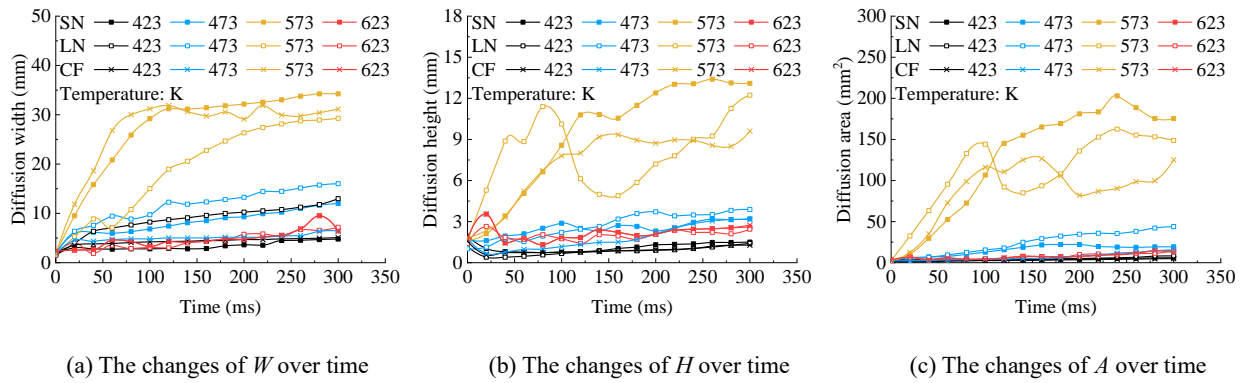 Diffusion width (mm)
50
40
30
20
10
0
SN 423 473 573 623
LN 423 473 573 623
CF 423 473 573 623
Temperature: K
0 50 100 150 200 250 300 350
Time (ms)
(a) The changes of W over time
Diffusion height (mm)
18
15
12
9
6
3
0
SN 423 473 573 623
LN 423 473 573 623
CF 423 473 573 623
Temperature: K
0 50 100 150 200 250 300 350
Time (ms)
(b) The changes of H over time
Diffusion area (mm²)
300
250
200
150
100
50
0
SN 423 473 573 623
LN 423 473 573 623
CF 423 473 573 623
Temperature: K
0 50 100 150 200 250 300 350
Time (ms)
(c) The changes of A over time